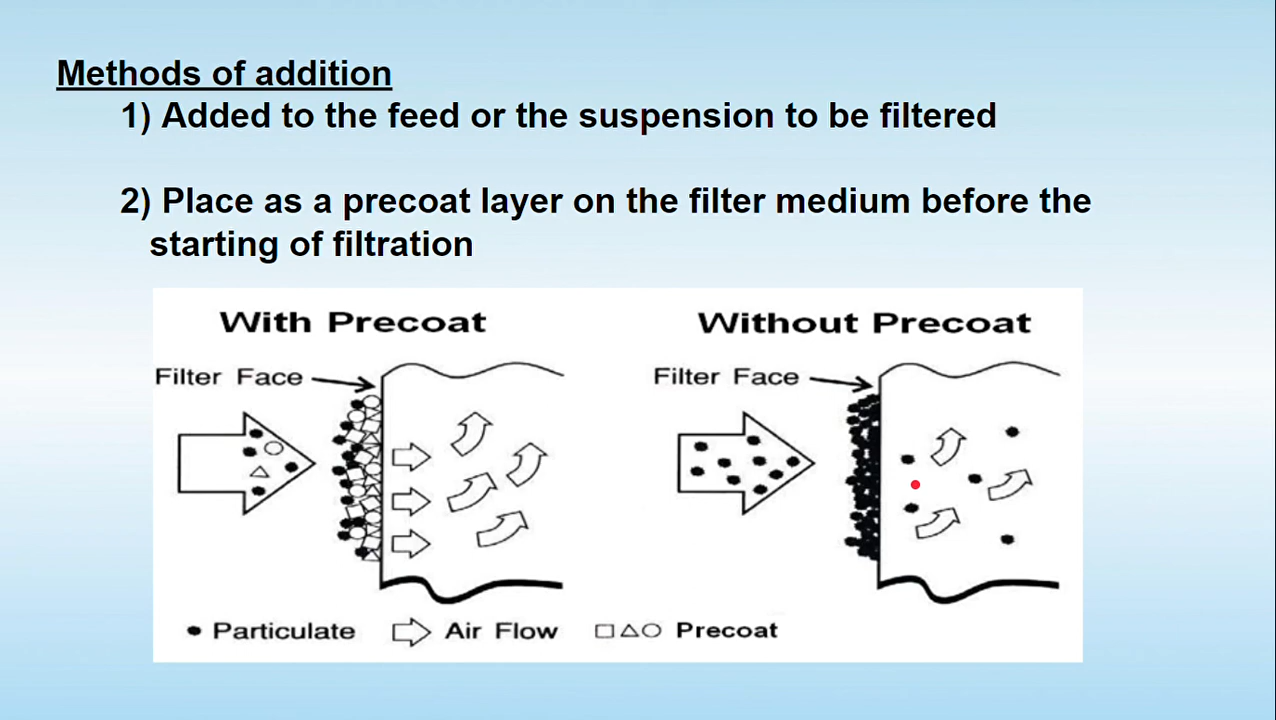 Methods of addition
1) Added to the feed or the suspension to be filtered
2) Place as a precoat layer on the filter medium before the
starting of filtration
With Precoat
Without Precoat
Filter Face
Filter Face
Particulate
Air Flow
Precoat